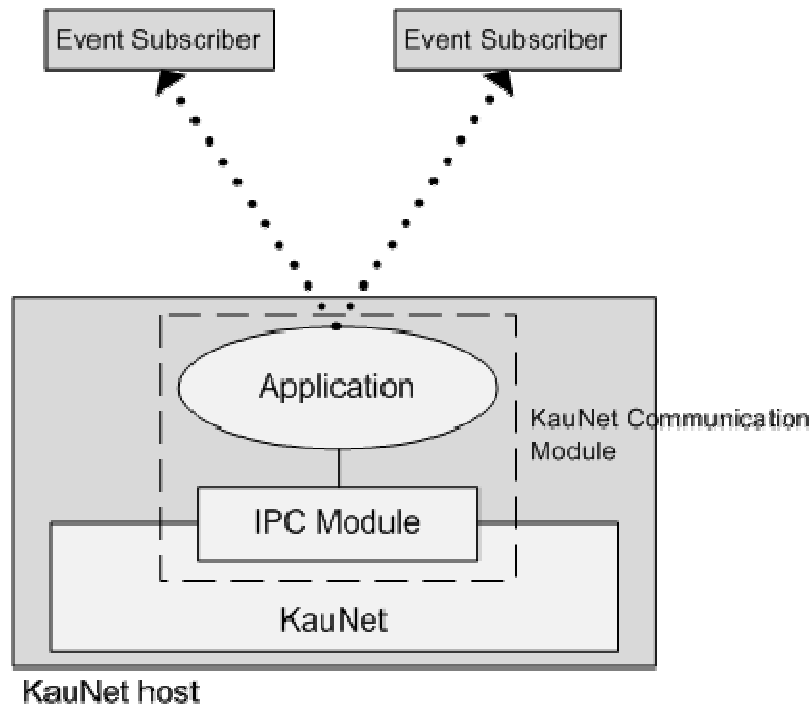 Event Subscriber
Event Subscriber
Application
KauNet Communication
Module
IPC Module
KauNet
KauNet host